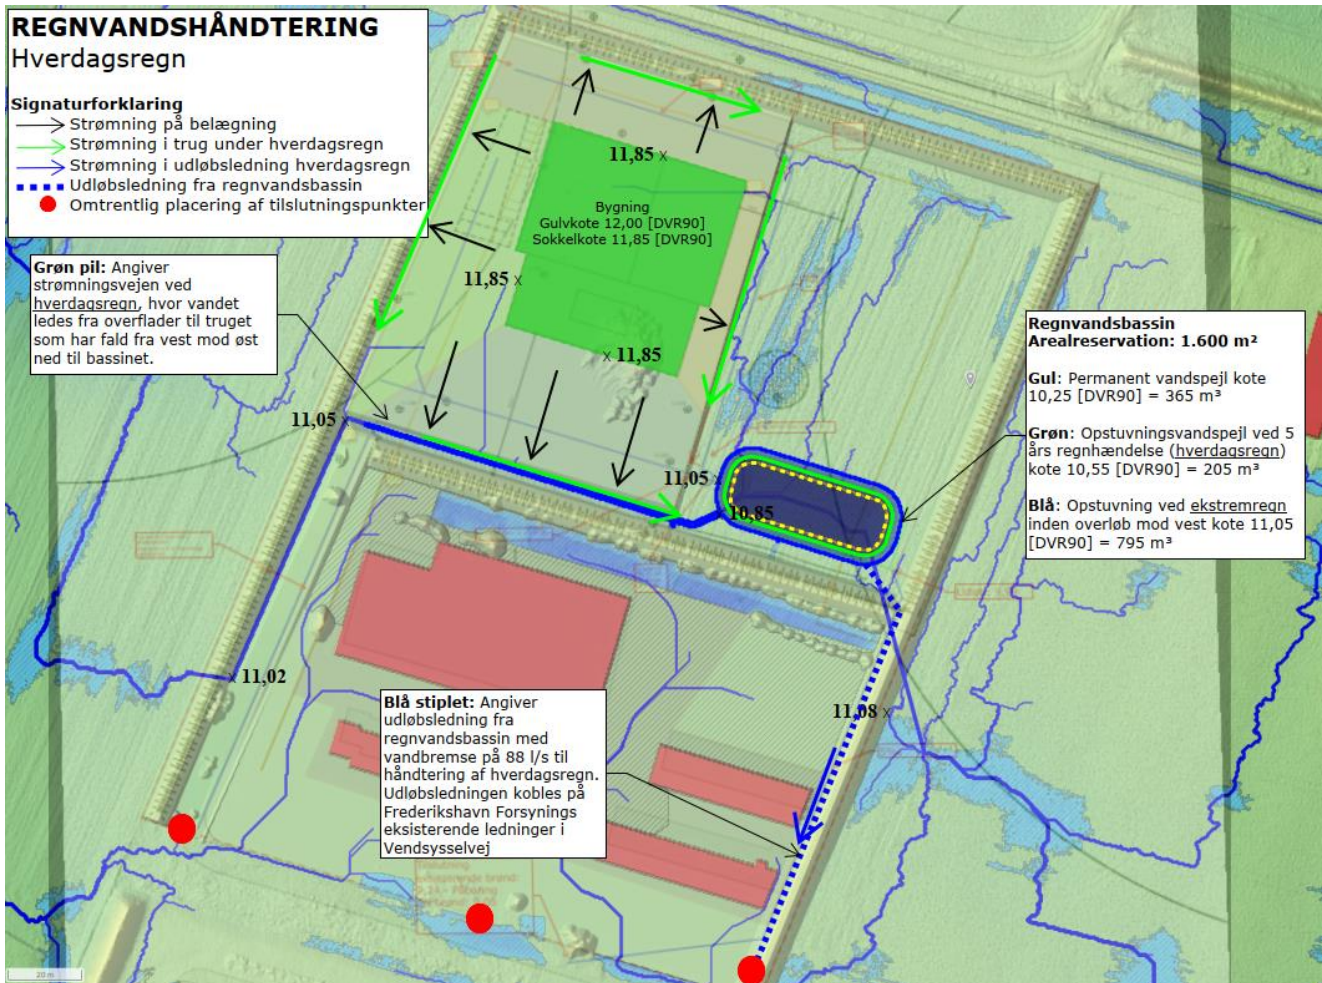 REGNVANDSHÅNDTERING
Hverdagsregn
Signaturforklaring
Strømning på belægning
Strømning i trug under hverdagsregn
Strømning i udløbsledning hverdagsregn
Udløbsledning fra regnvandsbassin
Omtrentlig placering af tilslutningspunkter
11,85 x
Bygning
Gulvkote 12,00 [DVR90]
Sokkelkote 11,85 [DVR90]
Grøn pil: Angiver
strømningsvejen ved
hverdagsregn, hvor vandet
ledes fra overflader til truget
som har fald fra vest mod øst
ned til bassinet.
11,85 x
x 11,85
Regnvandsbassin
Arealreservation: 1.600 m²
Gul: Permanent vandspejl kote
10,25 [DVR90] = 365 m³
Grøn: Opstuvningsvandspejl ved 5
års regnhændelse (hverdagsregn)
kote 10,55 [DVR90] = 205 m³
Blå: Opstuvning ved ekstremregn
inden overløb mod vest kote 11,05
[DVR90] = 795 m³
11,05 x
11,05 x
10,85
x 11,02
11,08 x
Blå stiplet: Angiver
udløbsledning fra
regnvandsbassin med
vandbremse på 88 l/s til
håndtering af hverdagsregn.
Udløbsledningen kobles på
Frederikshavn Forsynings
eksisterende ledninger i
Vendsysselvej
20 m